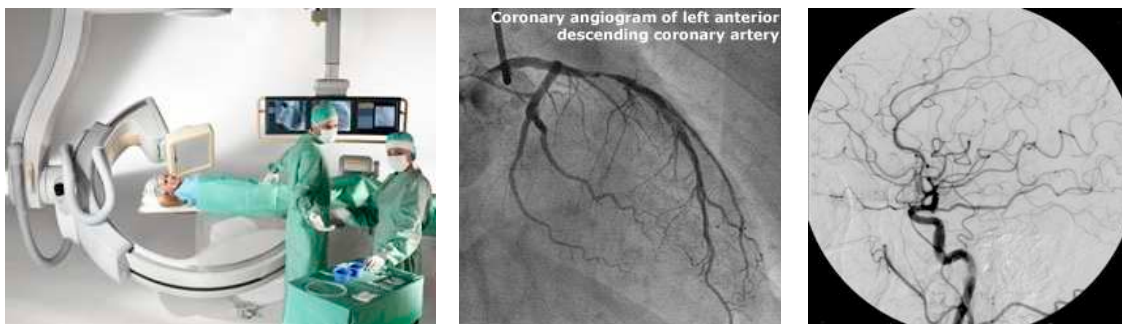 Coronary angiogram of left anterior
descending coronary artery